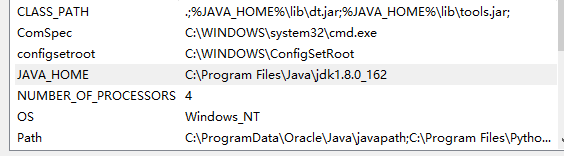 CLASS_PATH .;%JAVA_HOME%\lib\dt.jar;%JAVA_HOME%\lib\tools.jar;
ComSpec C:\WINDOWS\system32\cmd.exe
configsetroot C:\WINDOWS\ConfigSetRoot
JAVA_HOME C:\Program Files\Java\jdk1.8.0_162
NUMBER_OF_PROCESSORS 4
OS Windows_NT
Path C:\ProgramData\Oracle\Java\javapath;C:\Program Files\Pytho...